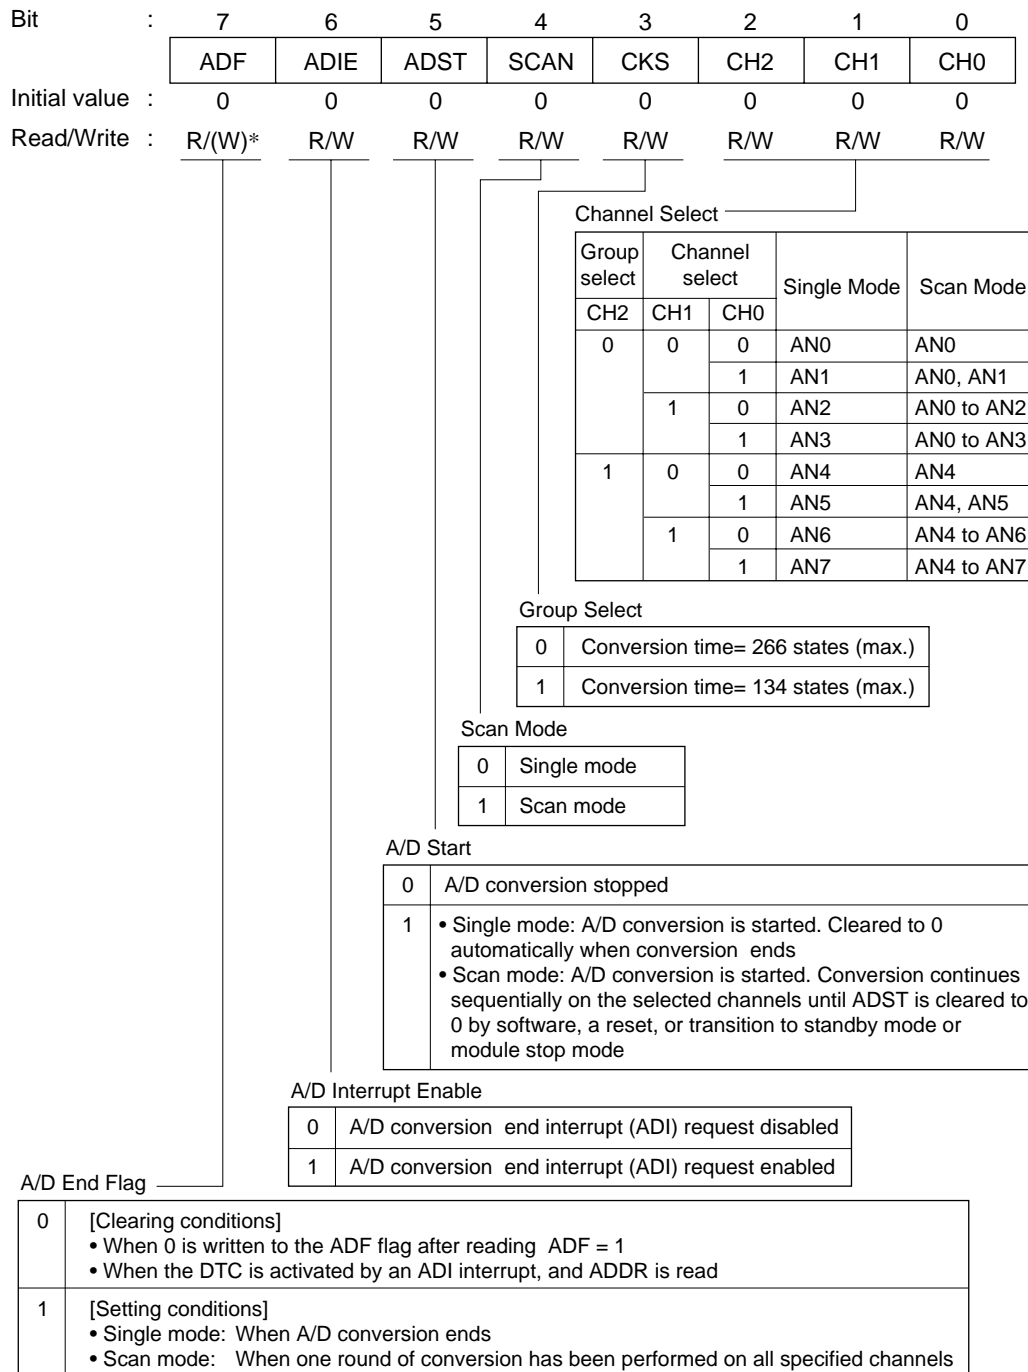 Bit : 7 6 5 4 3 2 1 0
ADF ADIE ADST SCAN CKS CH2 CH1 CH0
Initial value : 0 0 0 0 0 0 0 0
Read/Write : R/(W)* R/W R/W R/W R/W R/W R/W R/W
Channel Select
Group select Channel select Single Mode Scan Mode
CH2 CH1 CH0
0 0 0 AN0 AN0
1 AN1 AN0, AN1
1 0 AN2 AN0 to AN2
1 AN3 AN0 to AN3
1 0 0 AN4 AN4
1 AN5 AN4, AN5
1 0 AN6 AN4 to AN6
1 AN7 AN4 to AN7
Group Select
0 Conversion time= 266 states (max.)
1 Conversion time= 134 states (max.)
Scan Mode
0 Single mode
1 Scan mode
A/D Start
0 A/D conversion stopped
1 • Single mode: A/D conversion is started. Cleared to 0
automatically when conversion ends
• Scan mode: A/D conversion is started. Conversion continues
sequentially on the selected channels until ADST is cleared to
0 by software, a reset, or transition to standby mode or
module stop mode
A/D Interrupt Enable
0 A/D conversion end interrupt (ADI) request disabled
1 A/D conversion end interrupt (ADI) request enabled
A/D End Flag
0 [Clearing conditions]
• When 0 is written to the ADF flag after reading ADF = 1
• When the DTC is activated by an ADI interrupt, and ADDR is read
1 [Setting conditions]
• Single mode: When A/D conversion ends
• Scan mode: When one round of conversion has been performed on all specified channels